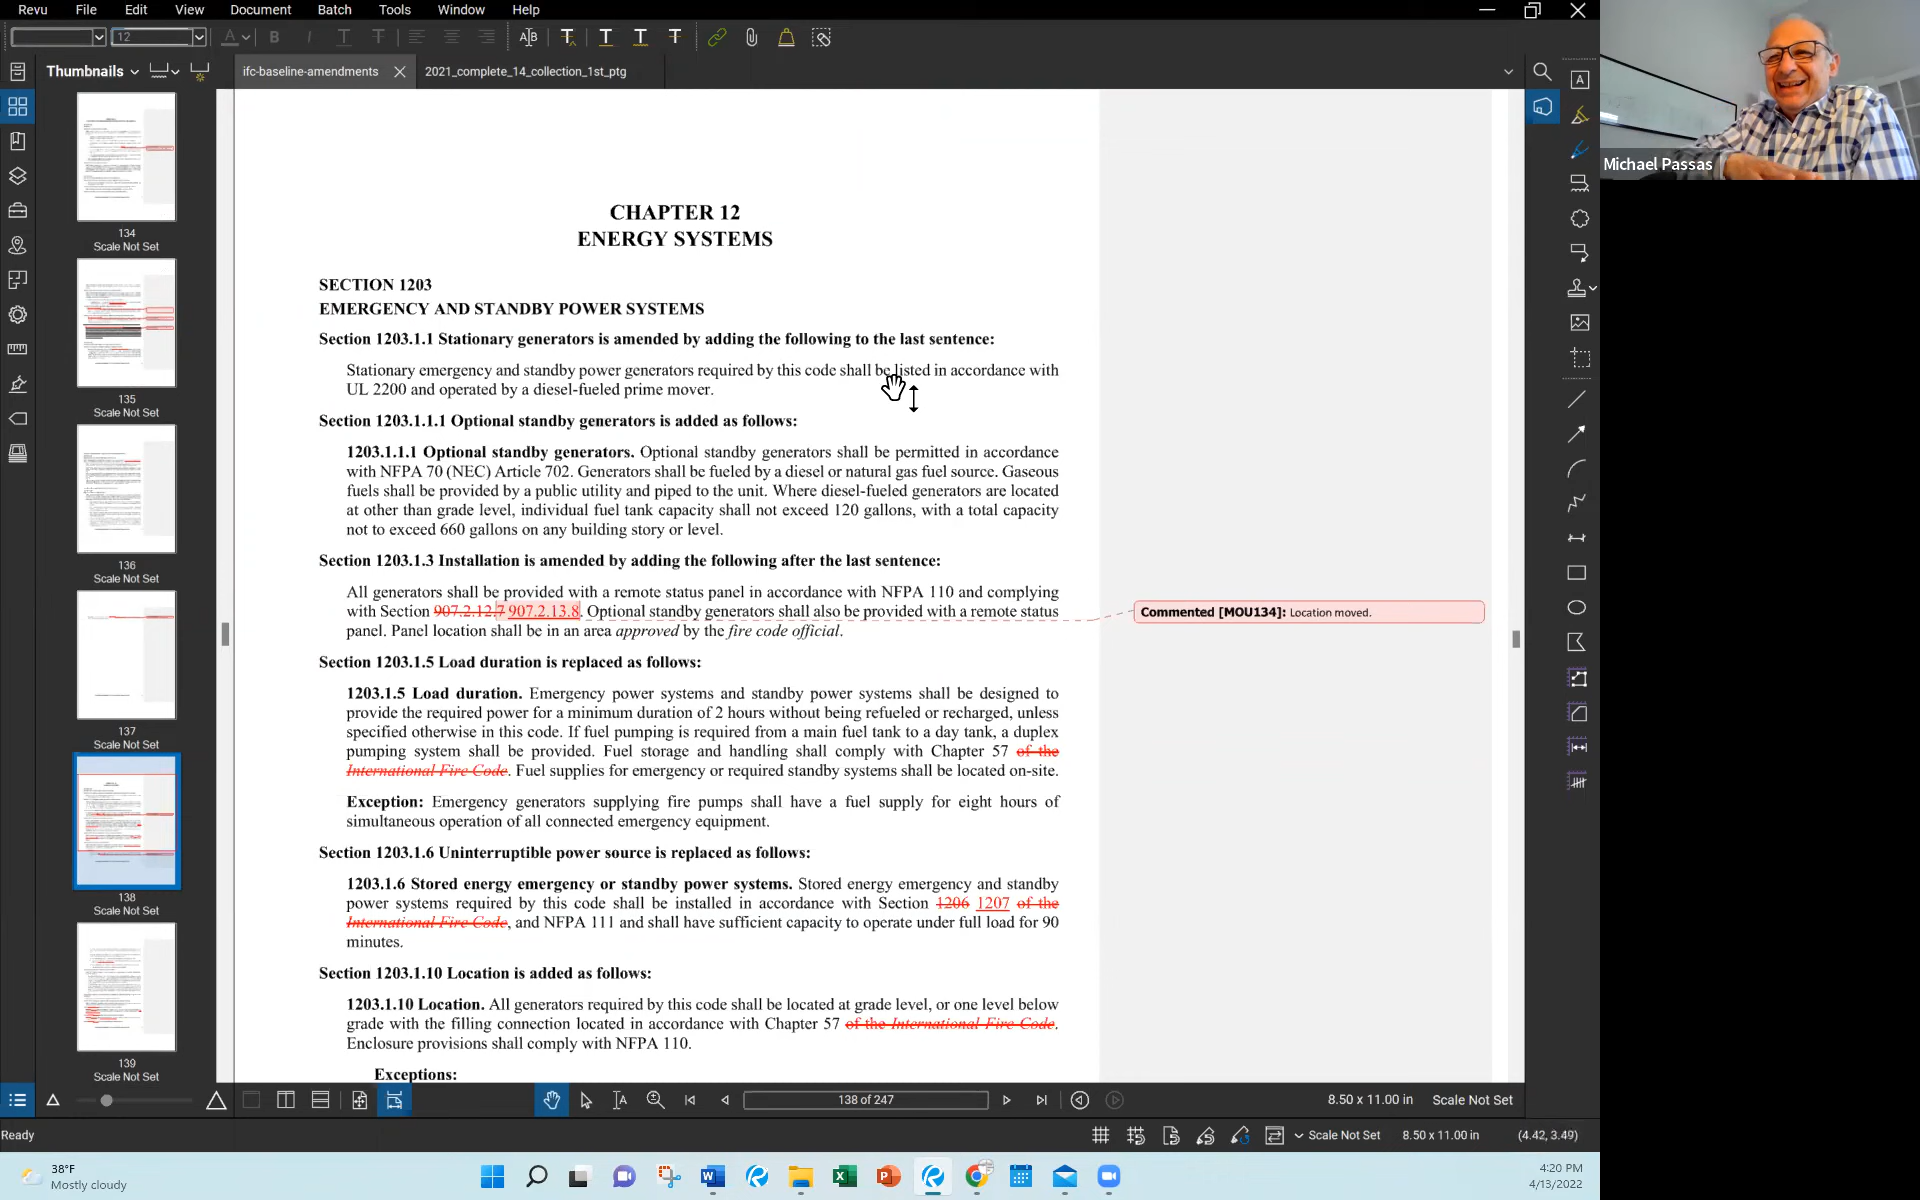 Revu File Edit View Document Batch Tools Window Help
12
Thumbnails
ifc-baseline-amendments
2021_complete_14_collection_1st_ptg
Michael Passas
134
Scale Not Set
135
Scale Not Set
136
Scale Not Set
137
Scale Not Set
138
Scale Not Set
139
Scale Not Set
CHAPTER 12
ENERGY SYSTEMS
SECTION 1203
EMERGENCY AND STANDBY POWER SYSTEMS
Section 1203.1.1 Stationary generators is amended by adding the following to the last sentence:
Stationary emergency and standby power generators required by this code shall be listed in accordance with
UL 2200 and operated by a diesel-fueled prime mover.
Section 1203.1.1.1 Optional standby generators is added as follows:
1203.1.1.1 Optional standby generators. Optional standby generators shall be permitted in accordance
with NFPA 70 (NEC) Article 702. Generators shall be fueled by a diesel or natural gas fuel source. Gaseous
fuels shall be provided by a public utility and piped to the unit. Where diesel-fueled generators are located
at other than grade level, individual fuel tank capacity shall not exceed 120 gallons, with a total capacity
not to exceed 660 gallons on any building story or level.
Section 1203.1.3 Installation is amended by adding the following after the last sentence:
All generators shall be provided with a remote status panel in accordance with NFPA 110 and complying
with Section 907.2.12.7 907.2.13.8. Optional standby generators shall also be provided with a remote status
panel. Panel location shall be in an area approved by the fire code official.
Commented [MOU134]: Location moved.
Section 1203.1.5 Load duration is replaced as follows:
1203.1.5 Load duration. Emergency power systems and standby power systems shall be designed to
provide the required power for a minimum duration of 2 hours without being refueled or recharged, unless
specified otherwise in this code. If fuel pumping is required from a main fuel tank to a day tank, a duplex
pumping system shall be provided. Fuel storage and handling shall comply with Chapter 57 of the
International Fire Code. Fuel supplies for emergency or required standby systems shall be located on-site.
Exception: Emergency generators supplying fire pumps shall have a fuel supply for eight hours of
simultaneous operation of all connected emergency equipment.
Section 1203.1.6 Uninterruptible power source is replaced as follows:
1203.1.6 Stored energy emergency or standby power systems. Stored energy emergency and standby
power systems required by this code shall be installed in accordance with Section 1206 1207 of the
International Fire Code, and NFPA 111 and shall have sufficient capacity to operate under full load for 90
minutes.
Section 1203.1.10 Location is added as follows:
1203.1.10 Location. All generators required by this code shall be located at grade level, or one level below
grade with the filling connection located in accordance with Chapter 57 of the International Fire Code.
Enclosure provisions shall comply with NFPA 110.
Exceptions:
138 of 247
8.50 x 11.00 in Scale Not Set
Ready
Scale Not Set 8.50 x 11.00 in (4.42, 3.49)
38°F
Mostly cloudy
4:20 PM
4/13/2022